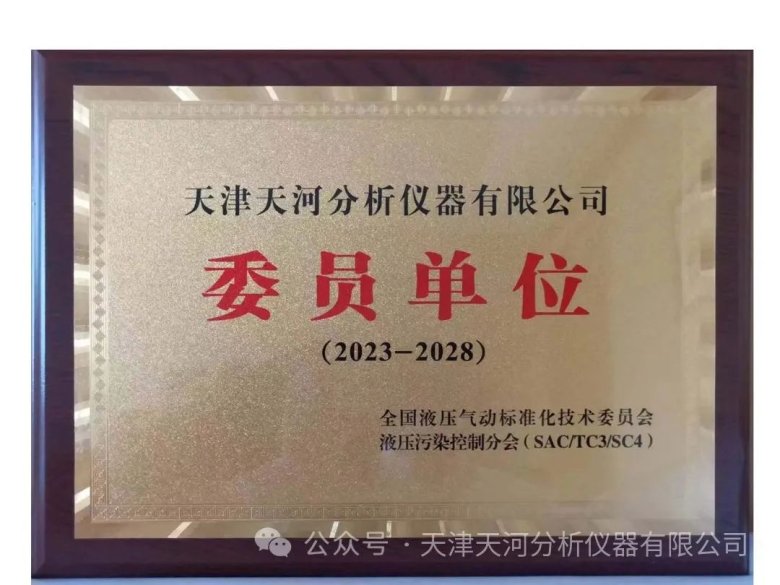 天津天河分析仪器有限公司
委员单位
(2023-2028)
全国液压气动标准化技术委员会
液压污染控制分会(SAC/TC3/SC4)
公众号·天津天河分析仪器有限公司